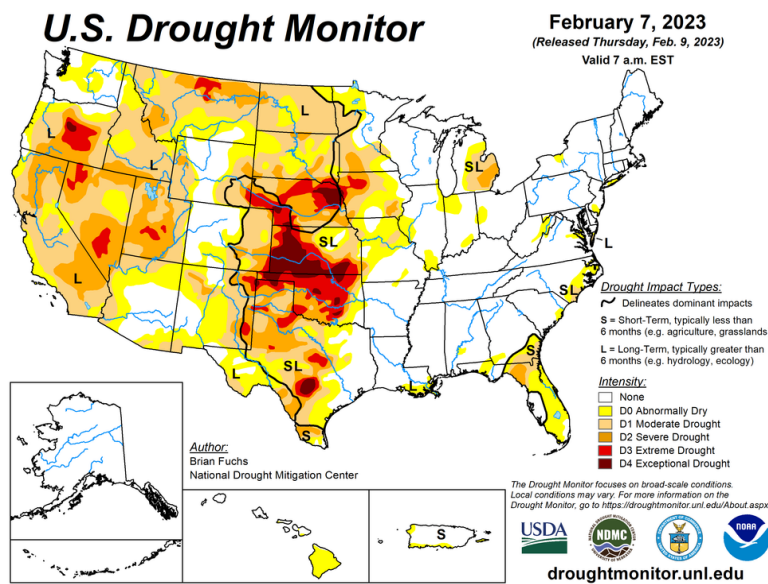 U.S. Drought Monitor
February 7, 2023
(Released Thursday, Feb. 9, 2023)
Valid 7 a.m. EST
L
L
L
SL
SL
L
L
SL
S
SL
L
L
S
Drought Impact Types:
Delineates dominant impacts
S = Short-Term, typically less than
6 months (e.g. agriculture, grasslands
L = Long-Term, typically greater than
6 months (e.g. hydrology, ecology)
Intensity:
None
D0 Abnormally Dry
D1 Moderate Drought
D2 Severe Drought
D3 Extreme Drought
D4 Exceptional Drought
Author:
Brian Fuchs
National Drought Mitigation Center
S
The Drought Monitor focuses on broad-scale conditions.
Local conditions may vary. For more information on the
Drought Monitor, go to https://droughtmonitor.unl.edu/About.aspx
USDA
NDMC
NOAA
droughtmonitor.unl.edu